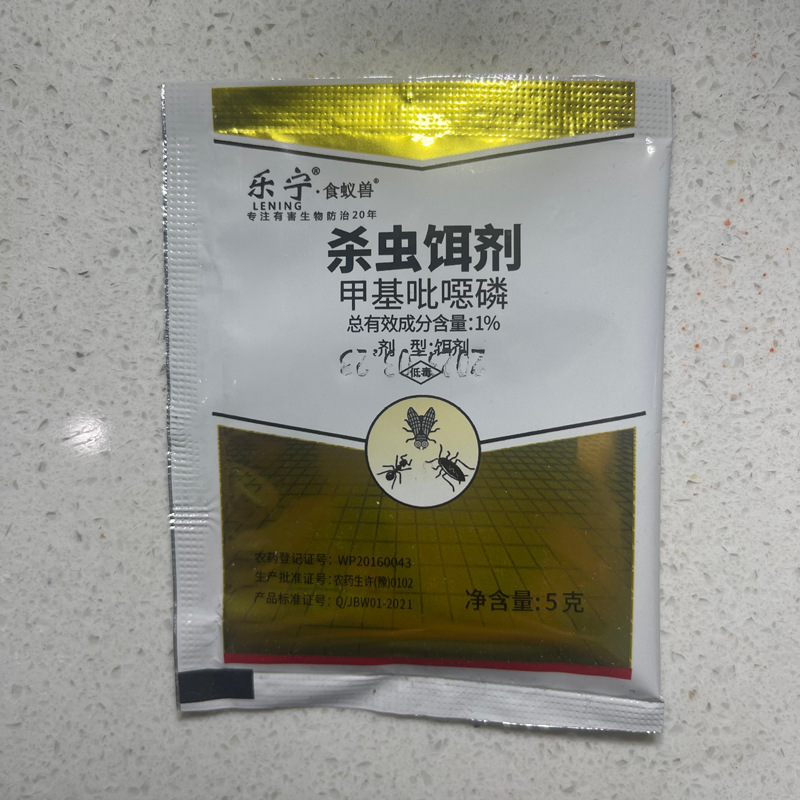 乐宁®·食蚁兽®
LENING
专注有害生物防治20年
杀虫饵剂
甲基吡噁磷
总有效成分含量:1%
剂 型:饵剂
低毒
农药登记证号: WP20160043
生产批准证号: 农药生许(豫)0102
产品标准证号: Q/JBW01-2021
净含量:5克